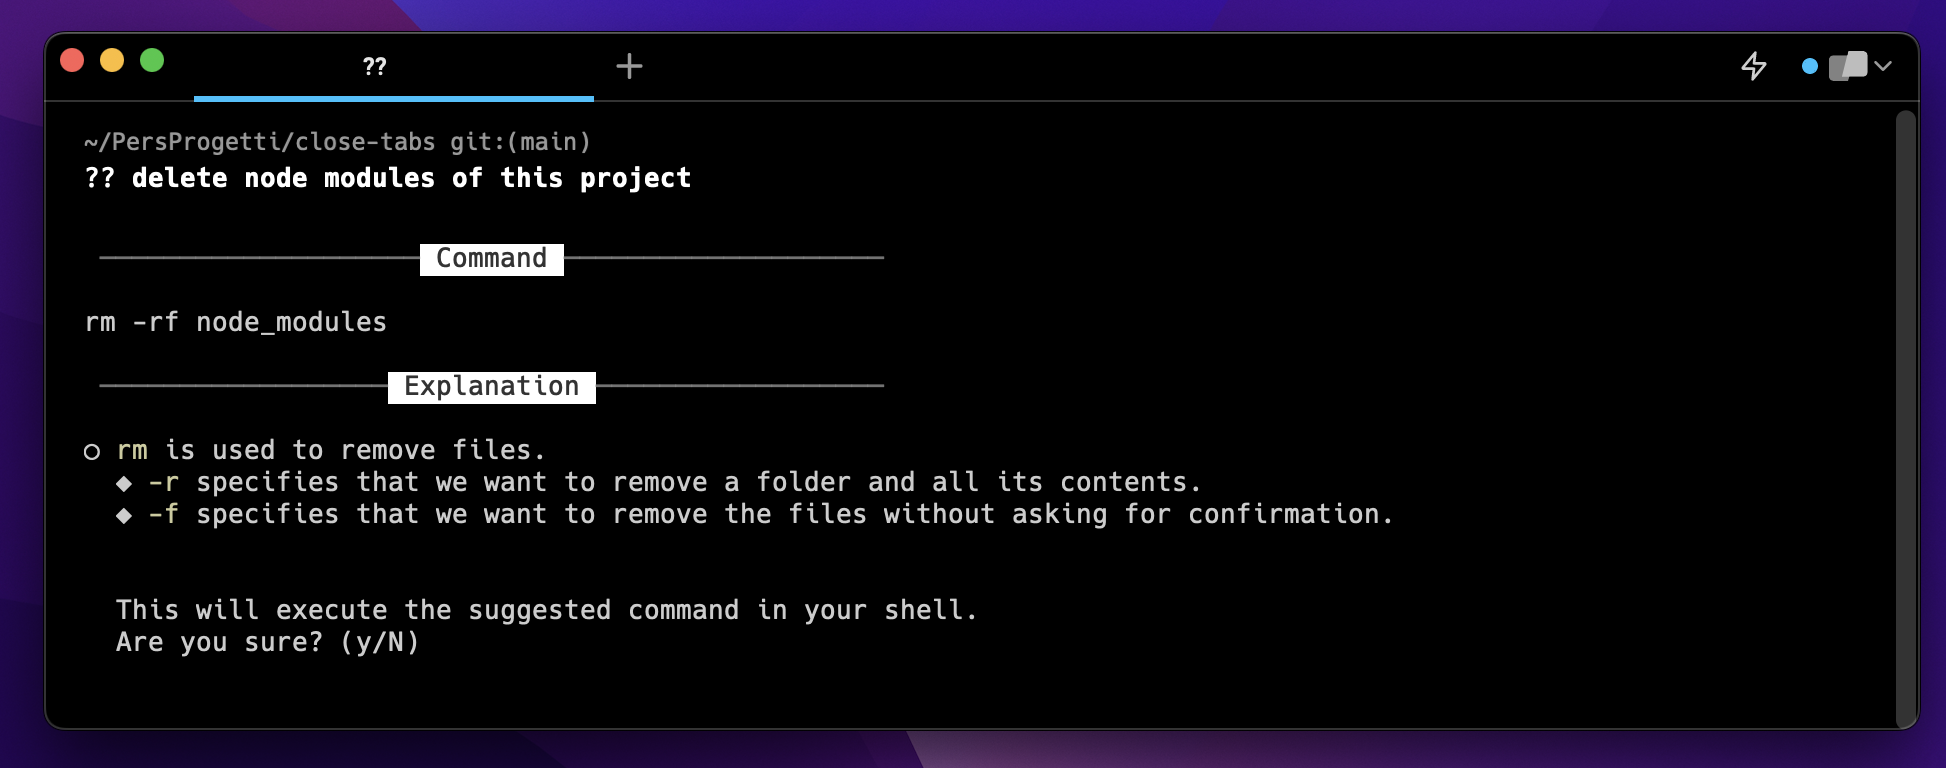 ??
~/PersProgetti/close-tabs git:(main)
?? delete node modules of this project
Command
rm -rf node_modules
Explanation
○ rm is used to remove files.
◆ -r specifies that we want to remove a folder and all its contents.
◆ -f specifies that we want to remove the files without asking for confirmation.
This will execute the suggested command in your shell.
Are you sure? (y/N)